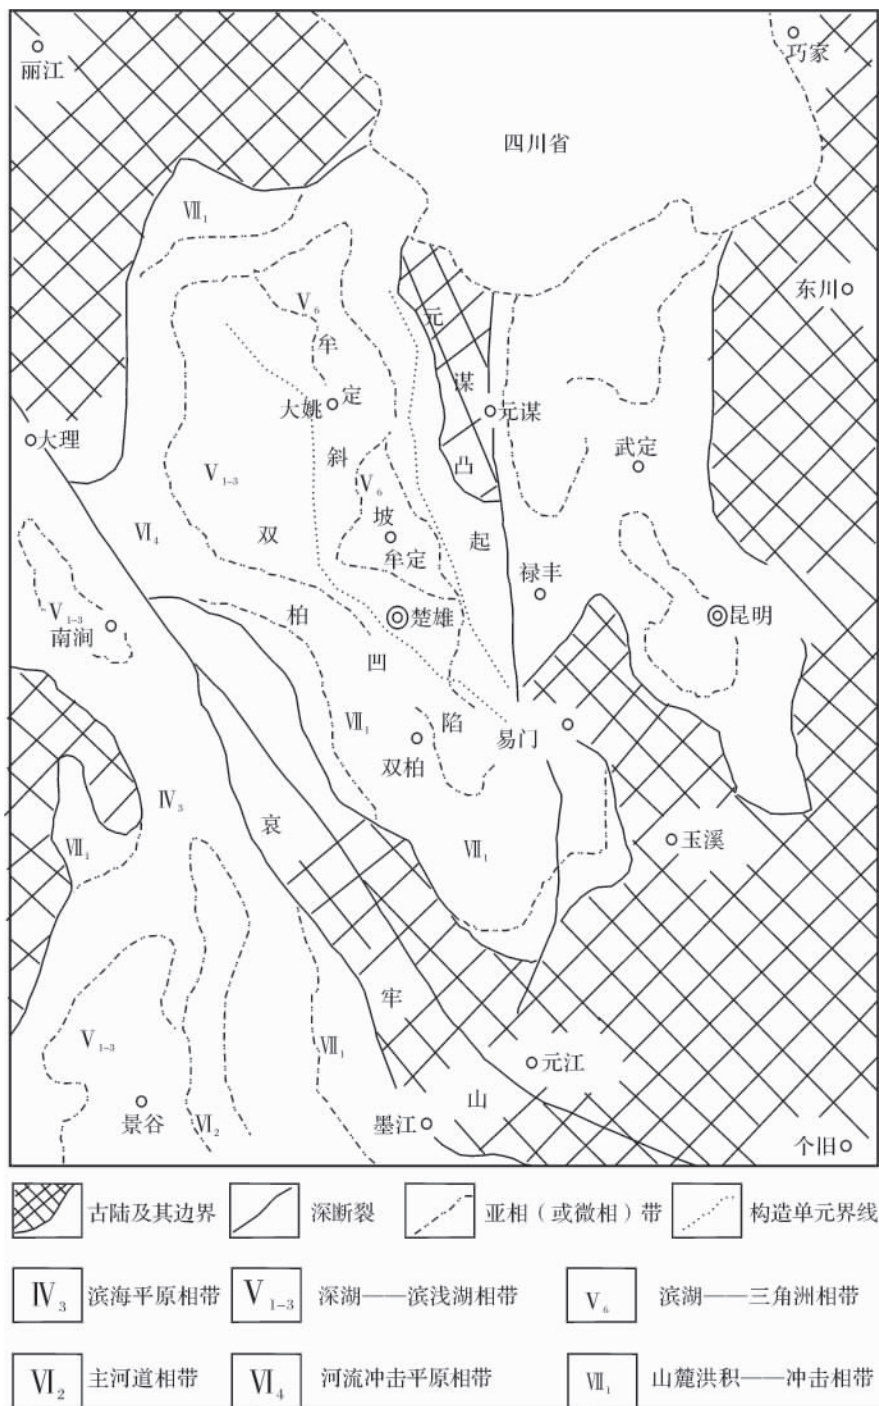 丽江
巧家
四川省
Ⅶ₁
东川
Ⅴ₆
元谋凸起
牟定斜坡
大姚
元谋
大理
武定
Ⅴ₁₋₃
Ⅴ₆
Ⅵ₄
双柏凹陷
牟定
禄丰
Ⅴ₁₋₃
南涧
楚雄
昆明
Ⅶ₁
双柏
易门
Ⅳ₃
哀牢山
Ⅶ₁
Ⅶ₁
玉溪
Ⅴ₁₋₃
Ⅶ₁
元江
景谷
Ⅵ₂
墨江
个旧
古陆及其边界
深断裂
亚相（或微相）带
构造单元界线
Ⅳ₃ 滨海平原相带
Ⅴ₁₋₃ 深湖——滨浅湖相带
Ⅴ₆ 滨湖——三角洲相带
Ⅵ₂ 主河道相带
Ⅵ₄ 河流冲击平原相带
Ⅶ₁ 山麓洪积——冲击相带